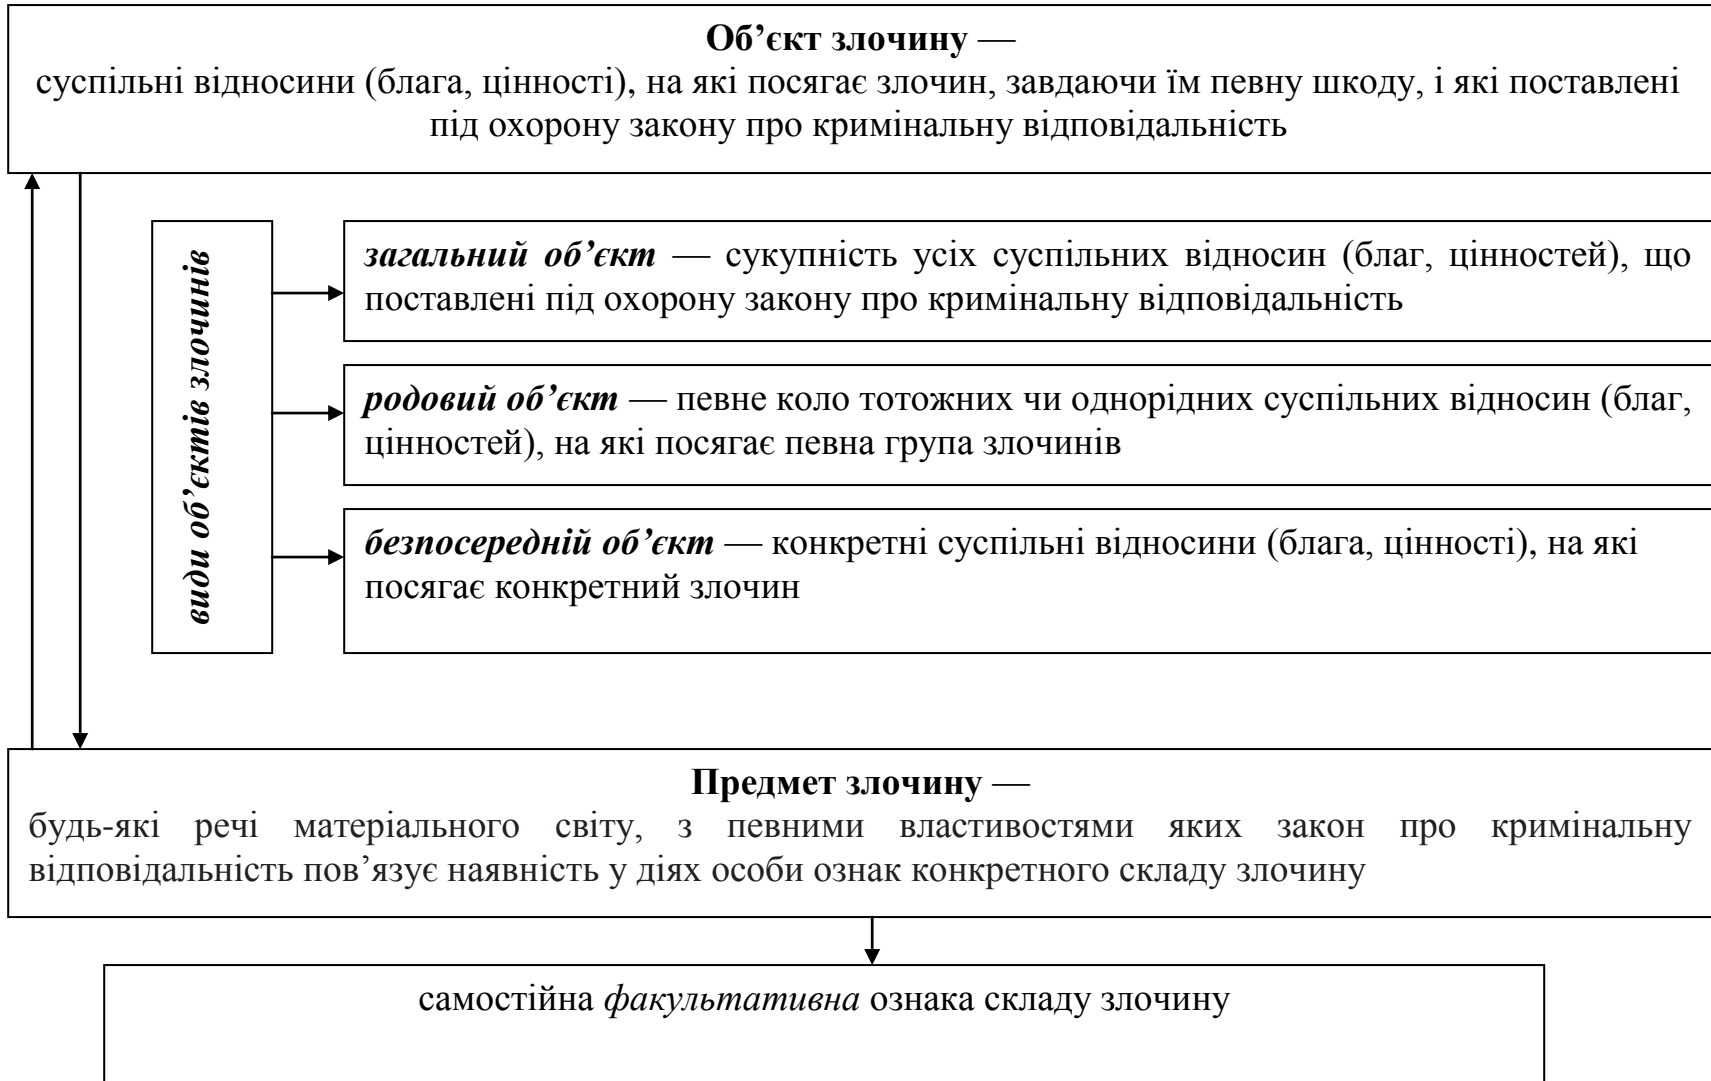 Об’єкт злочину —
суспільні відносини (блага, цінності), на які посягає злочин, завдаючи їм певну шкоду, і які поставлені
під охорону закону про кримінальну відповідальність
види об’єктів злочинів
загальний об’єкт — сукупність усіх суспільних відносин (благ, цінностей), що
поставлені під охорону закону про кримінальну відповідальність
родовий об’єкт — певне коло тотожних чи однорідних суспільних відносин (благ,
цінностей), на які посягає певна група злочинів
безпосередній об’єкт — конкретні суспільні відносини (блага, цінності), на які
посягає конкретний злочин
Предмет злочину —
будь-які речі матеріального світу, з певними властивостями яких закон про кримінальну
відповідальність пов’язує наявність у діях особи ознак конкретного складу злочину
самостійна факультативна ознака складу злочину